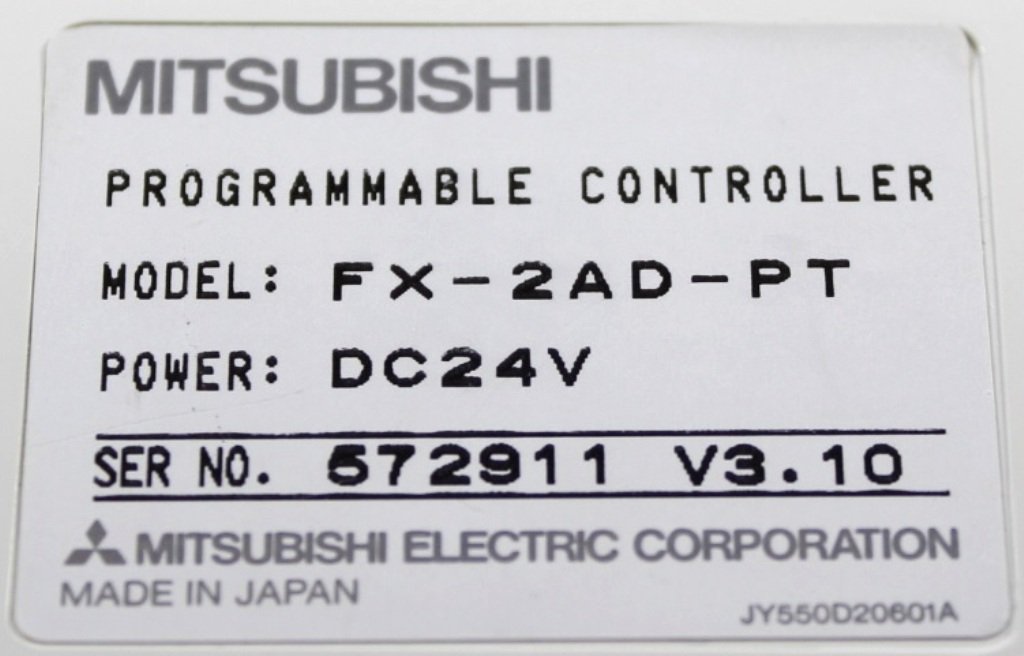 MITSUBISHI
PROGRAMMABLE CONTROLLER
MODEL: FX-2AD-PT
POWER: DC24V
SER NO. 572911 V3.10
MITSUBISHI ELECTRIC CORPORATION
MADE IN JAPAN
JY550D20601A